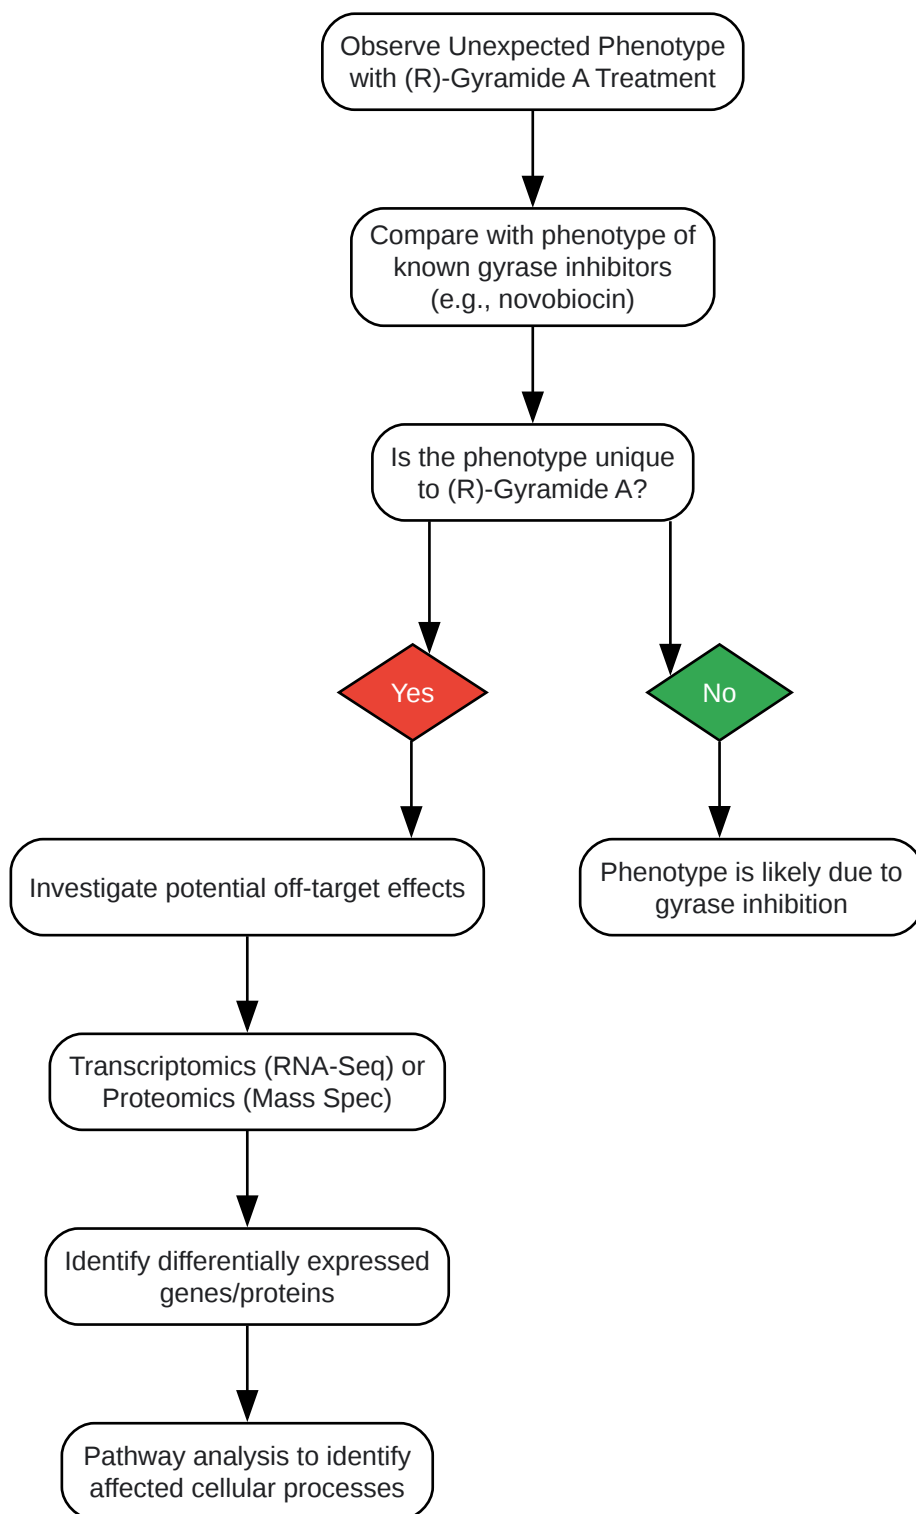 Observe Unexpected Phenotype
with (R)-Gyramide A Treatment
Compare with phenotype of
known gyrase inhibitors
(e.g., novobiocin)
Is the phenotype unique
to (R)-Gyramide A?
Yes
No
Investigate potential off-target effects
Phenotype is likely due to
gyrase inhibition
Transcriptomics (RNA-Seq) or
Proteomics (Mass Spec)
Identify differentially expressed
genes/proteins
Pathway analysis to identify
affected cellular processes